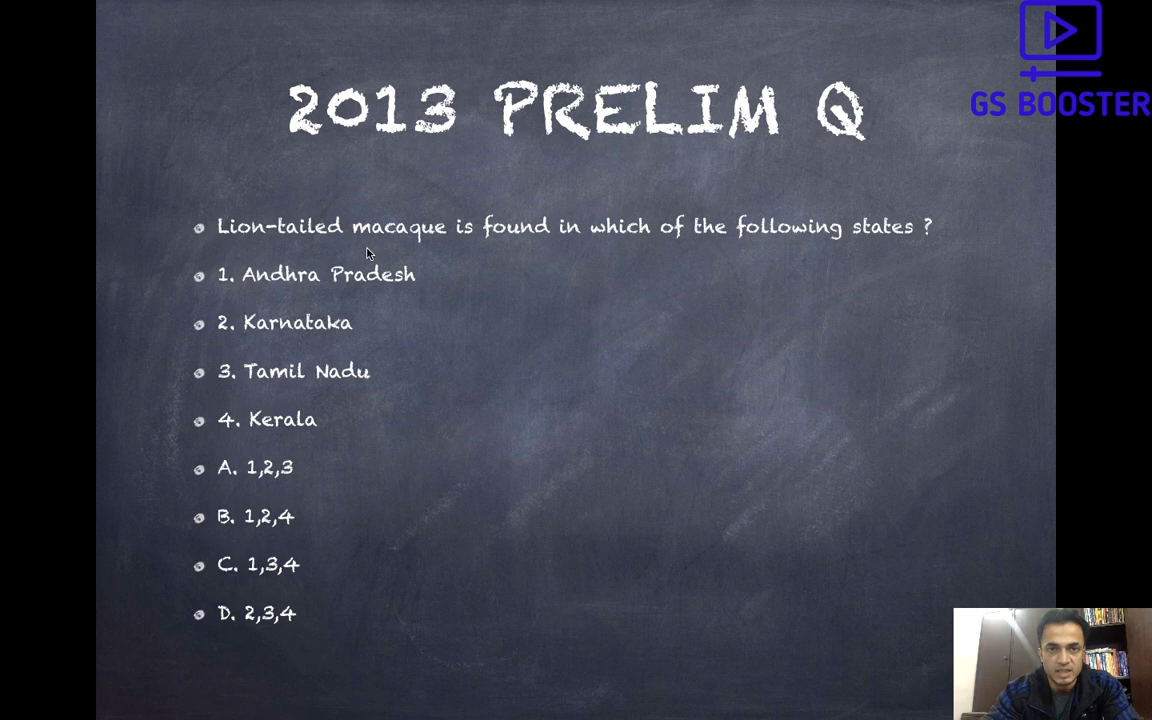 2013 PRELIM Q
GS BOOSTER
Lion-tailed macaque is found in which of the following states ?
1. Andhra Pradesh
2. Karnataka
3. Tamil Nadu
4. Kerala
A. 1,2,3
B. 1,2,4
C. 1,3,4
D. 2,3,4